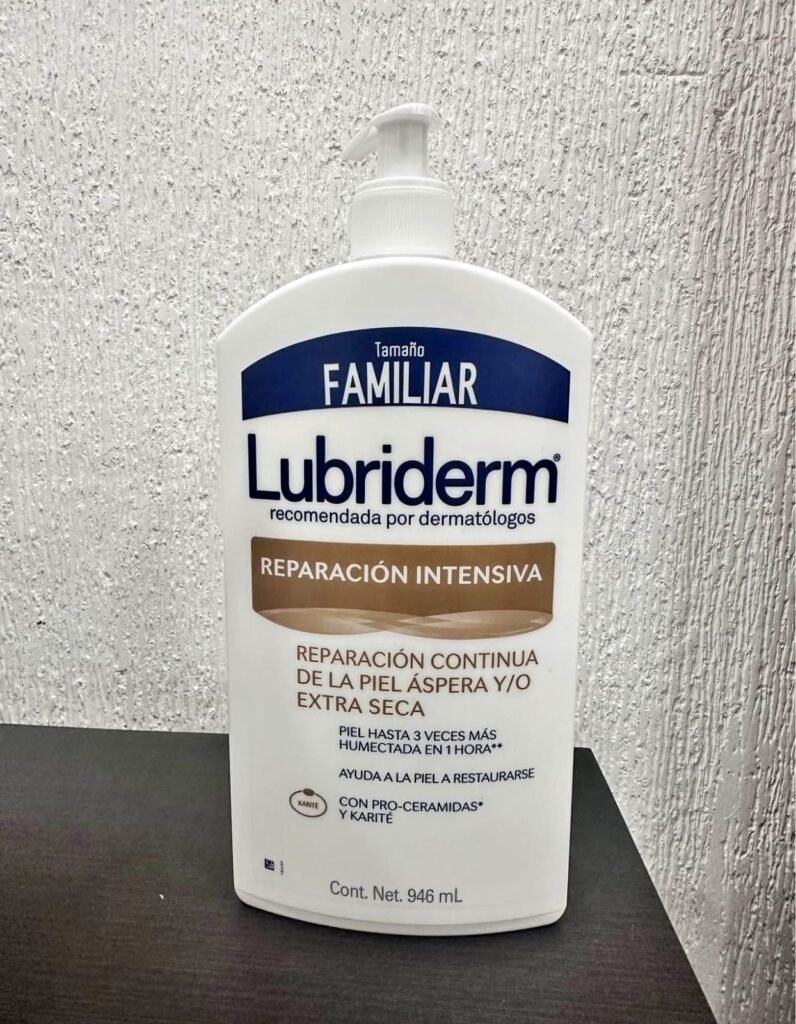 Tamaño
FAMILIAR
Lubriderm®
recomendada por dermatólogos
REPARACIÓN INTENSIVA
REPARACIÓN CONTINUA
DE LA PIEL ÁSPERA Y/O
EXTRA SECA
PIEL HASTA 3 VECES MÁS
HUMECTADA EN 1 HORA**
AYUDA A LA PIEL A RESTAURARSE
KARITÉ
CON PRO-CERAMIDAS*
Y KARITÉ
Cont. Net. 946 mL